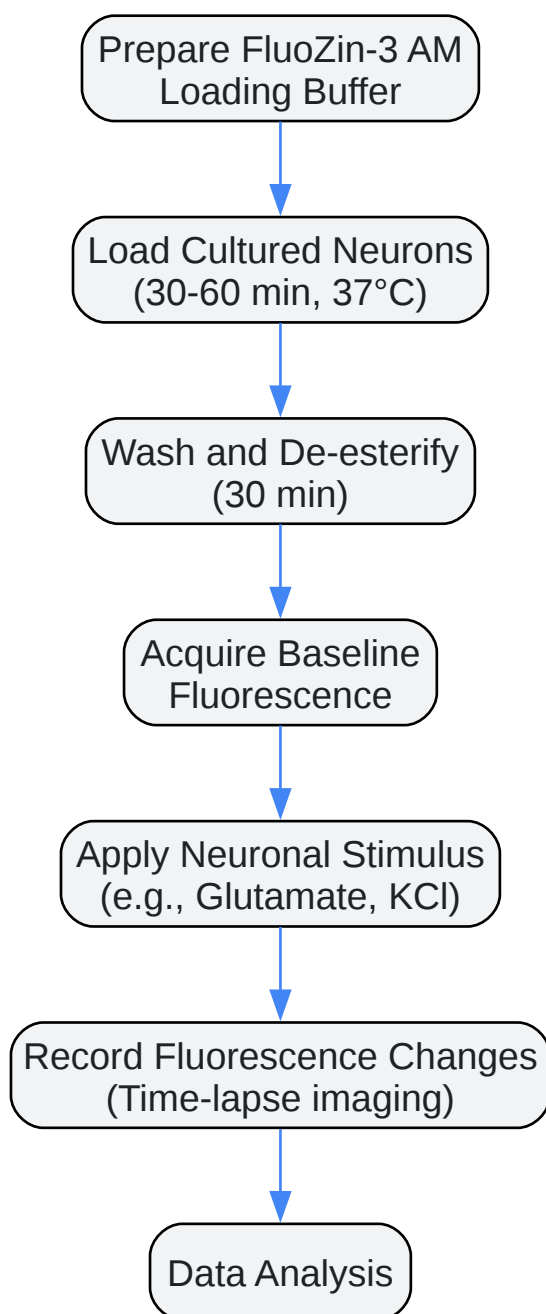 Prepare FluoZin-3 AM
Loading Buffer
Load Cultured Neurons
(30-60 min, 37°C)
Wash and De-esterify
(30 min)
Acquire Baseline
Fluorescence
Apply Neuronal Stimulus
(e.g., Glutamate, KCl)
Record Fluorescence Changes
(Time-lapse imaging)
Data Analysis